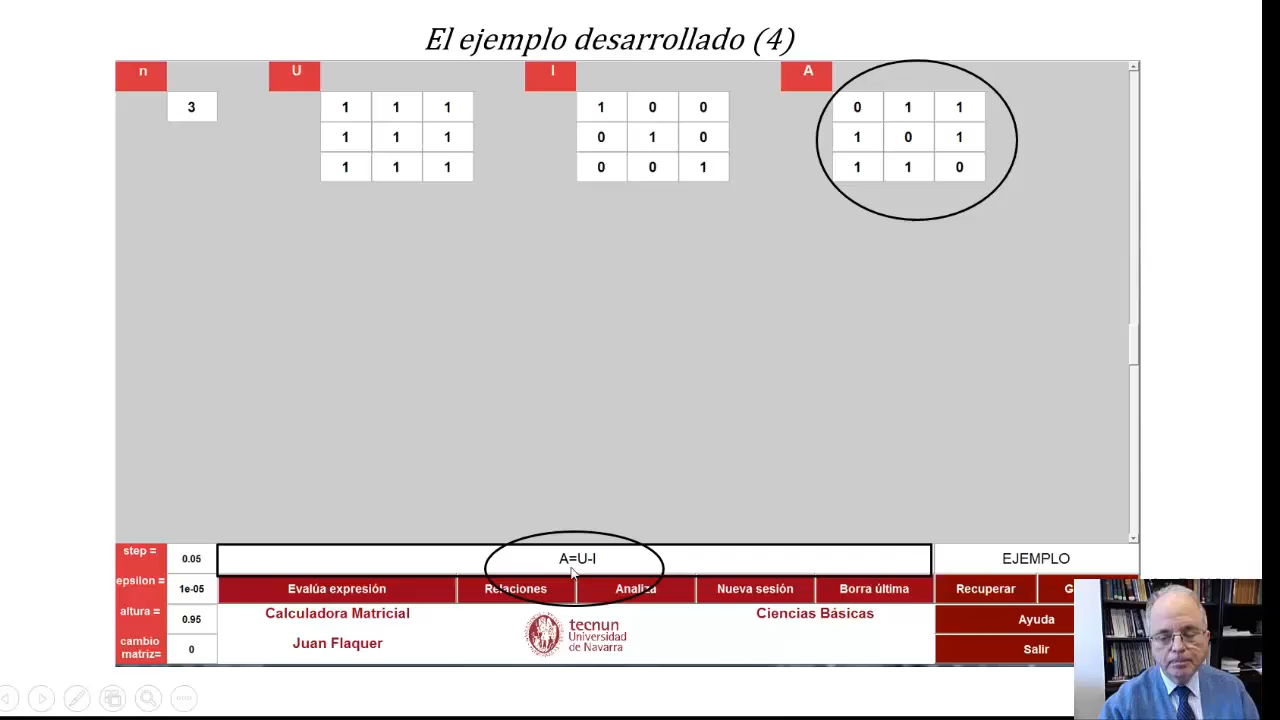 El ejemplo desarrollado (4)
n U I A
3 1 1 1 1 0 0 0 1 1
1 1 1 0 1 0 1 0 1
1 1 1 0 0 1 1 1 0
step = 0.05 A=U-I EJEMPLO
epsilon = 1e-05 Evalúa expresión Relaciones Analiza Nueva sesión Borra última Recuperar G
altura = 0.95 Calculadora Matricial Ciencias Básicas Ayuda
cambio
matriz= 0 Juan Flaquer Salir
tecnun
Universidad
de Navarra